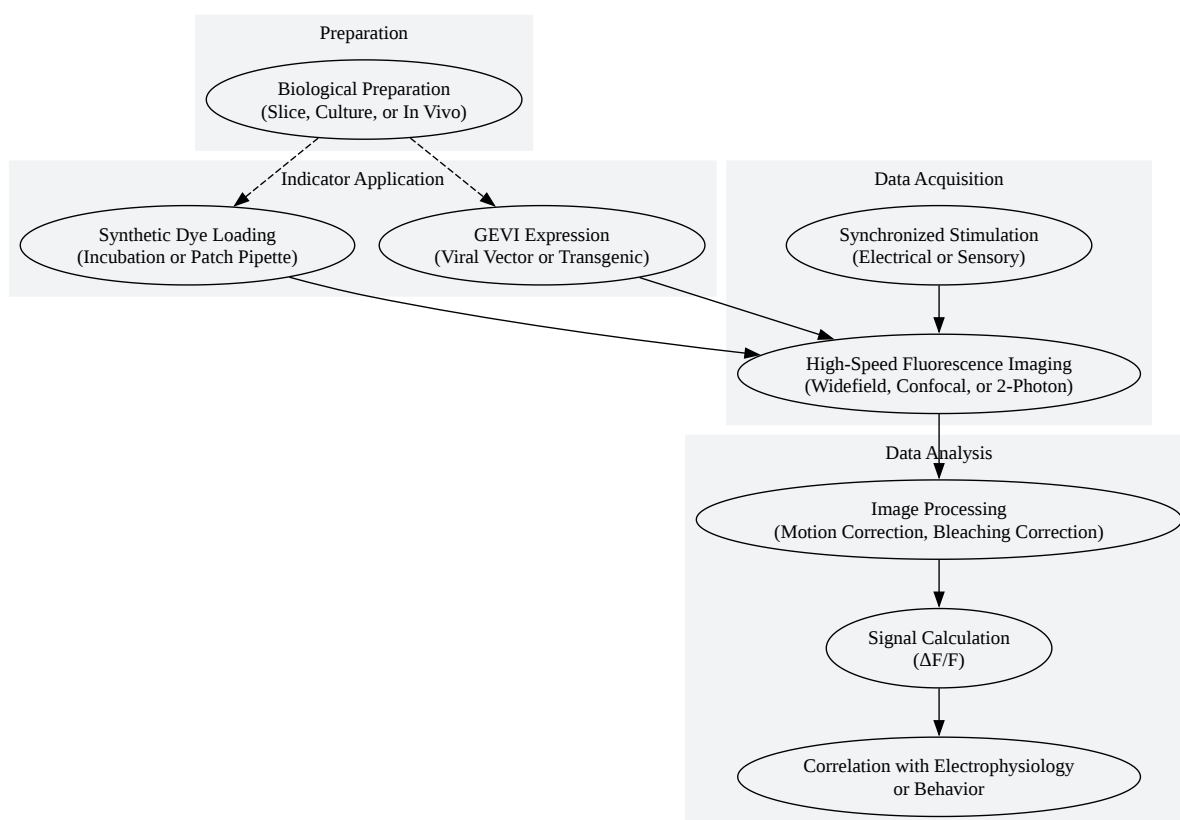 Preparation
Biological Preparation
(Slice, Culture, or In Vivo)
Indicator Application
Synthetic Dye Loading
(Incubation or Patch Pipette)
GEVI Expression
(Viral Vector or Transgenic)
Data Acquisition
Synchronized Stimulation
(Electrical or Sensory)
High-Speed Fluorescence Imaging
(Widefield, Confocal, or 2-Photon)
Data Analysis
Image Processing
(Motion Correction, Bleaching Correction)
Signal Calculation
(ΔF/F)
Correlation with Electrophysiology
or Behavior